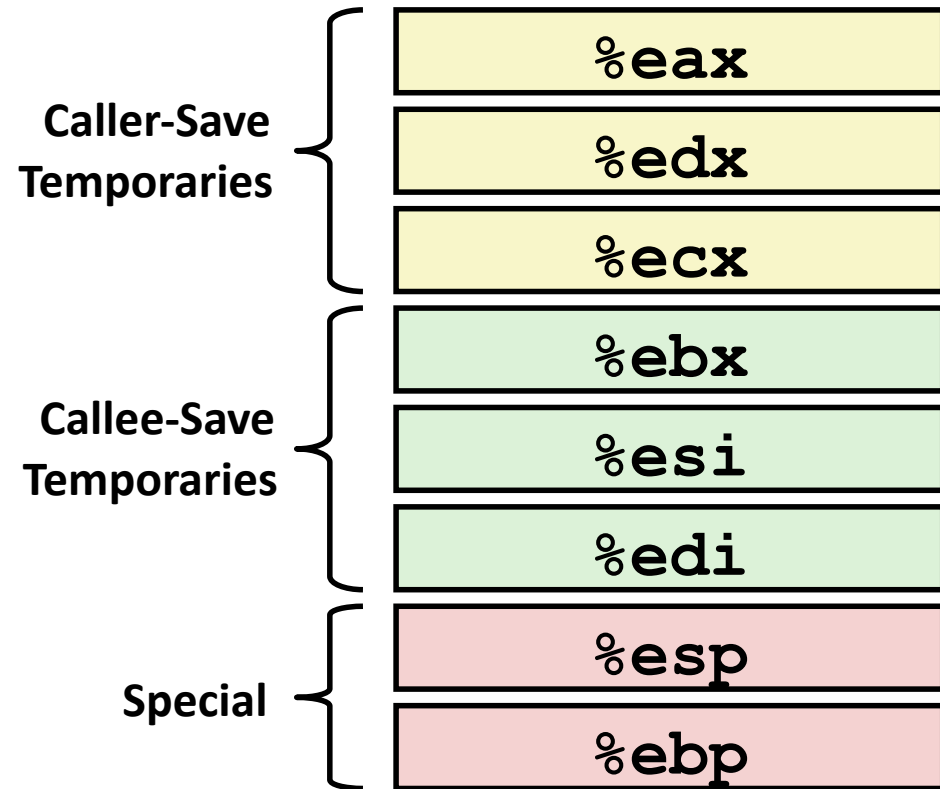 Caller-Save
Temporaries
%eax
%edx
%ecx
Callee-Save
Temporaries
%ebx
%esi
%edi
Special
%esp
%ebp